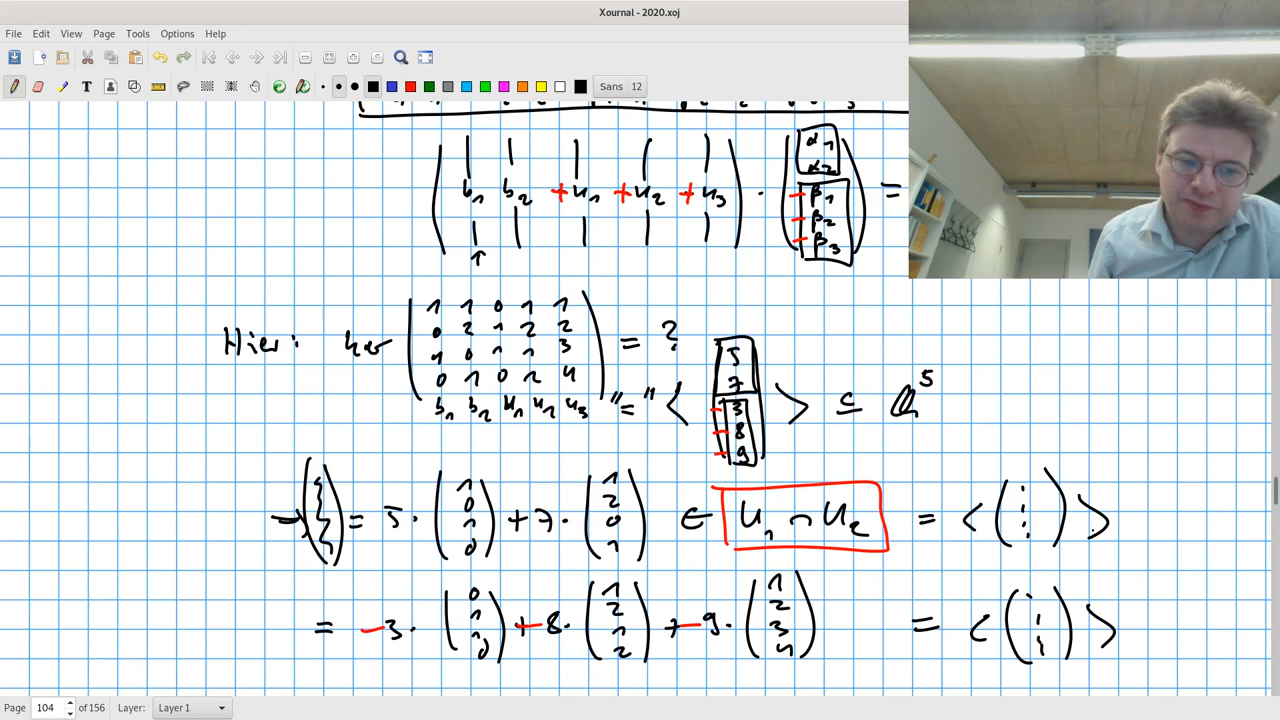 Xournal - 2020.xoj
File Edit View Page Tools Options Help
T Sans 12
( b₁ b₂ + u₁ + u₂ + u₃ ) · ( α₁ α₂ - β₁ - β₂ - β₃ ) =
↑
Hier: ker ( 1 1 0 1 1
0 2 1 2 2
1 0 1 1 3
0 1 0 2 4 ) = ?
b₁ b₂ u₁ u₂ u₃ "=" < ( 5 7 - 3 - 8 - 9 ) > ⊆ ℚ⁵
→ ( ) = 5 · ( 1 0 1 0 ) + 7 · ( 1 2 0 1 ) ∈ U₁ ∩ U₂ = < ( ⋮ ) >
= - 3 · ( 0 1 1 0 ) + - 8 · ( 1 2 1 2 ) + - 9 · ( 1 2 3 4 ) = < ( ⋮ ) >
Page 104 of 156 Layer: Layer 1